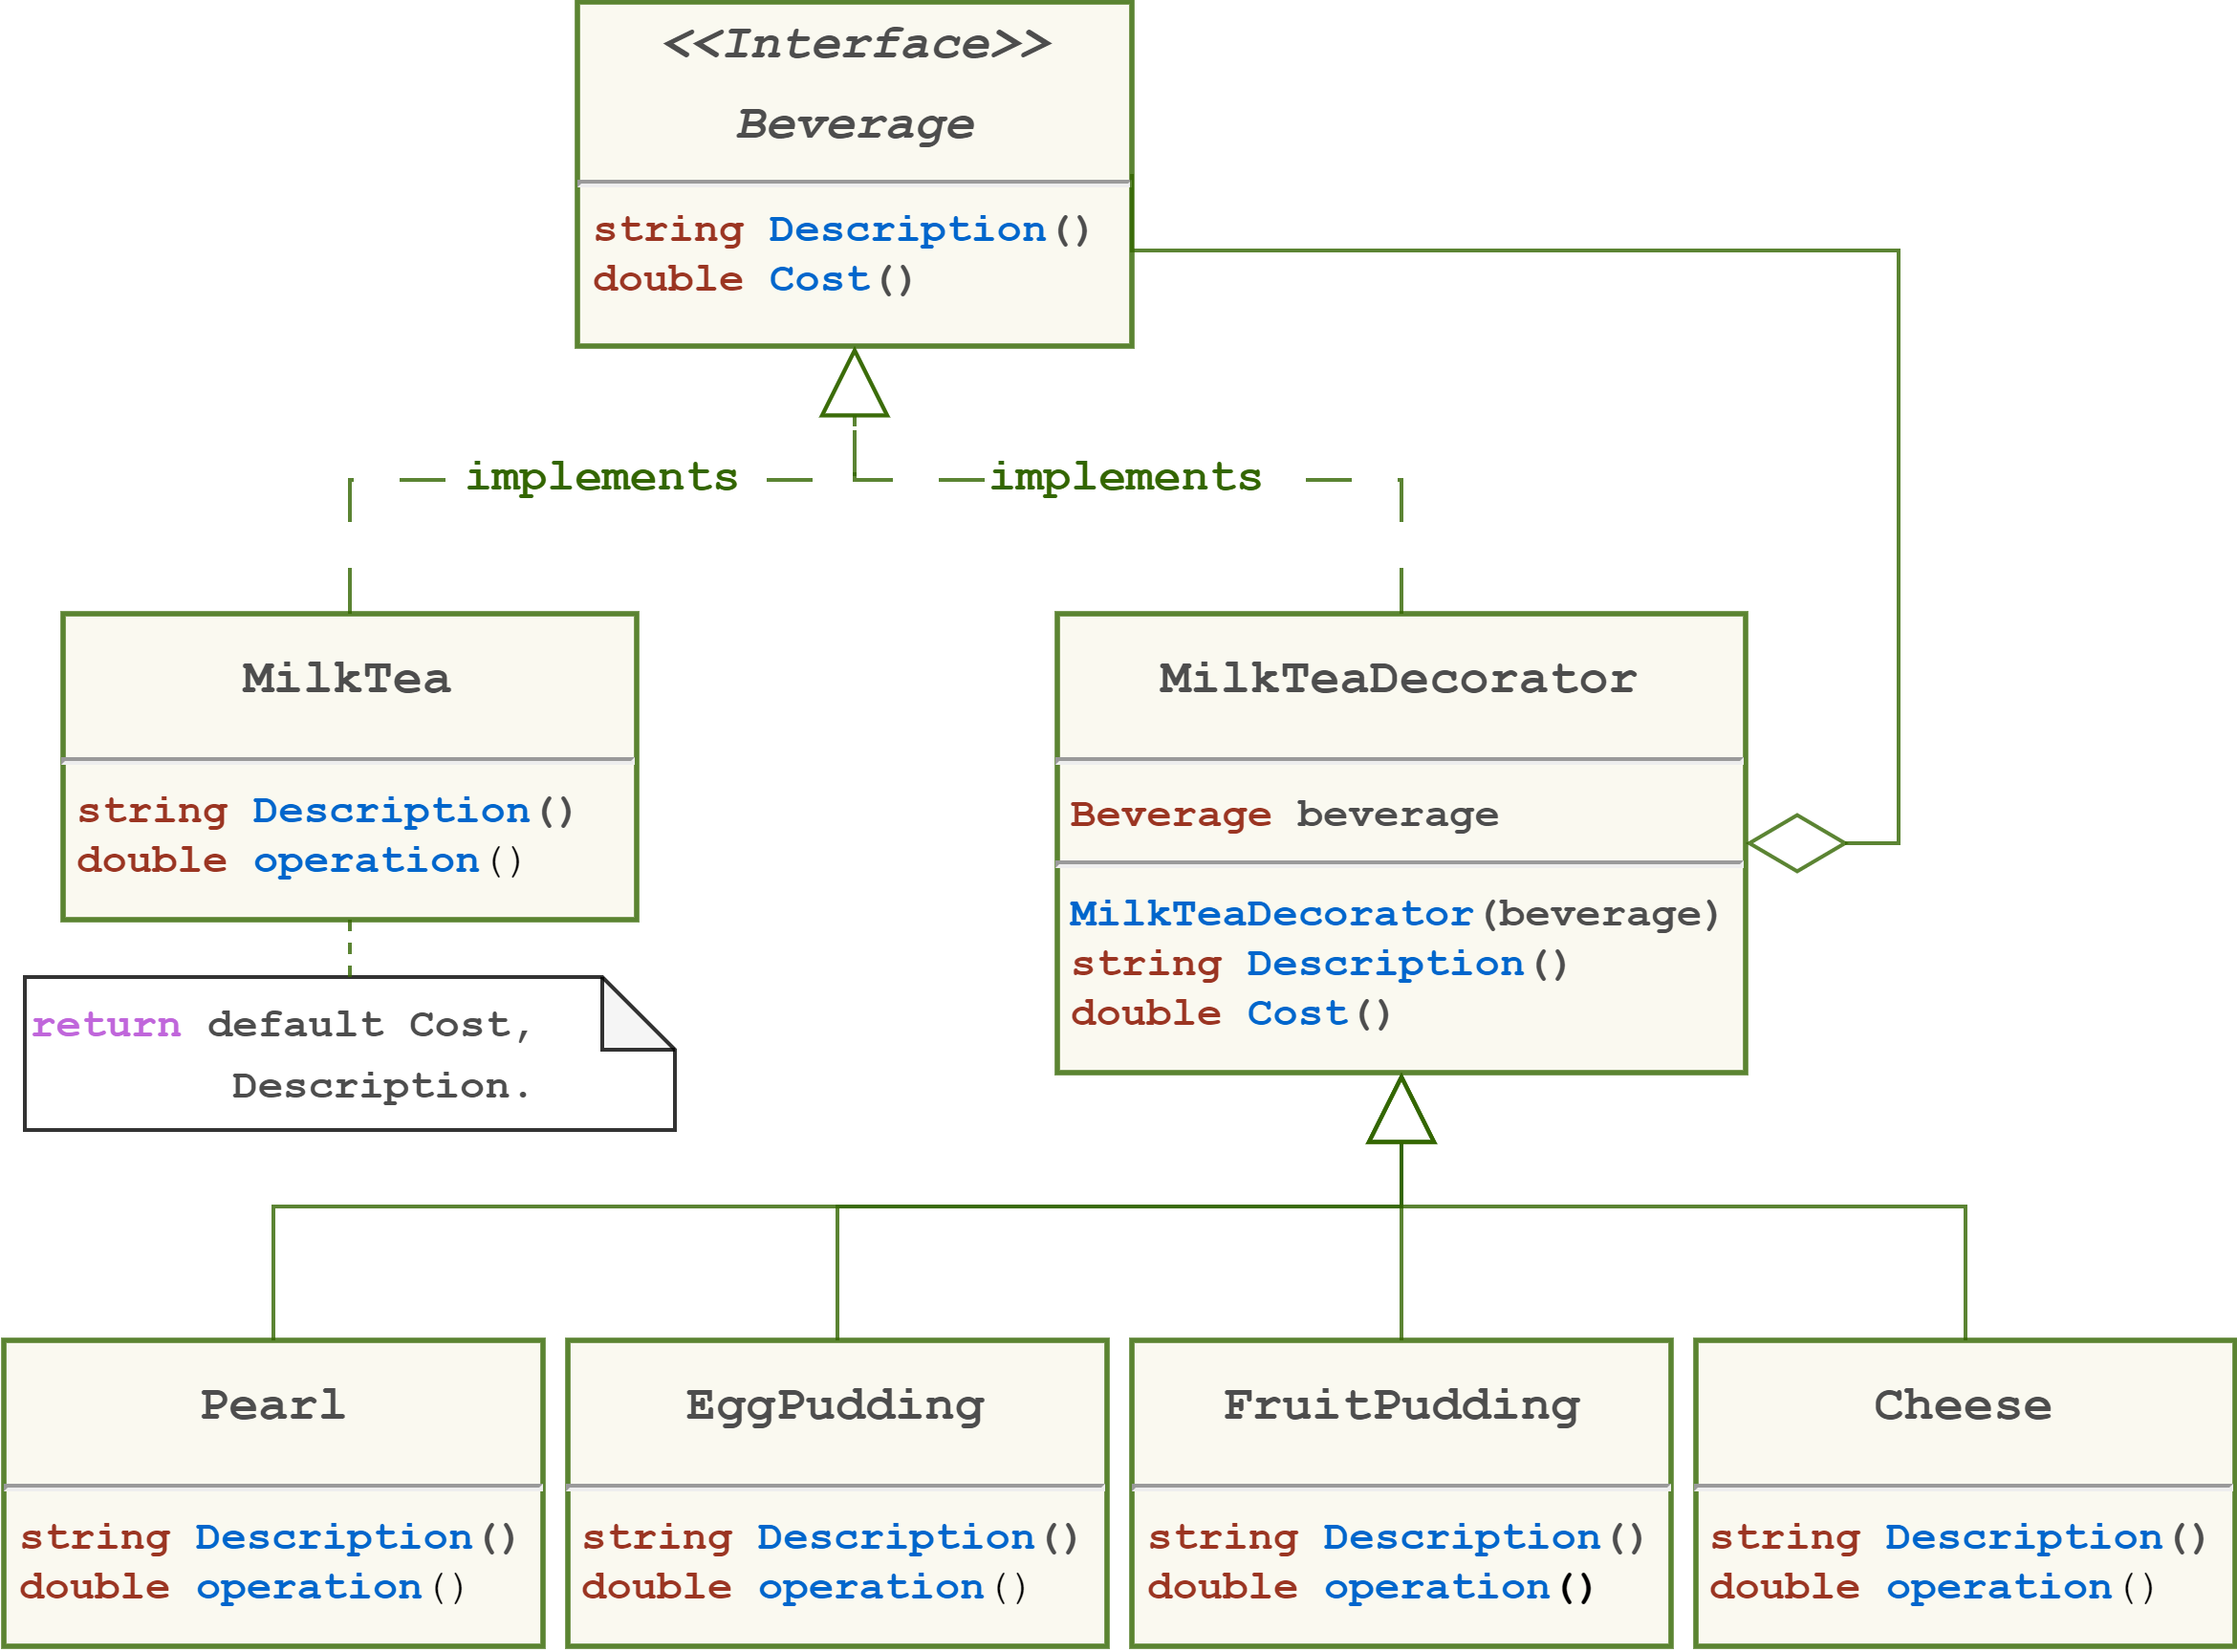 <<Interface>>
Beverage
string Description()
double Cost()
implements
implements
MilkTea
string Description()
double operation()
return default Cost,
Description.
MilkTeaDecorator
Beverage beverage
MilkTeaDecorator(beverage)
string Description()
double Cost()
Pearl
string Description()
double operation()
EggPudding
string Description()
double operation()
FruitPudding
string Description()
double operation()
Cheese
string Description()
double operation()